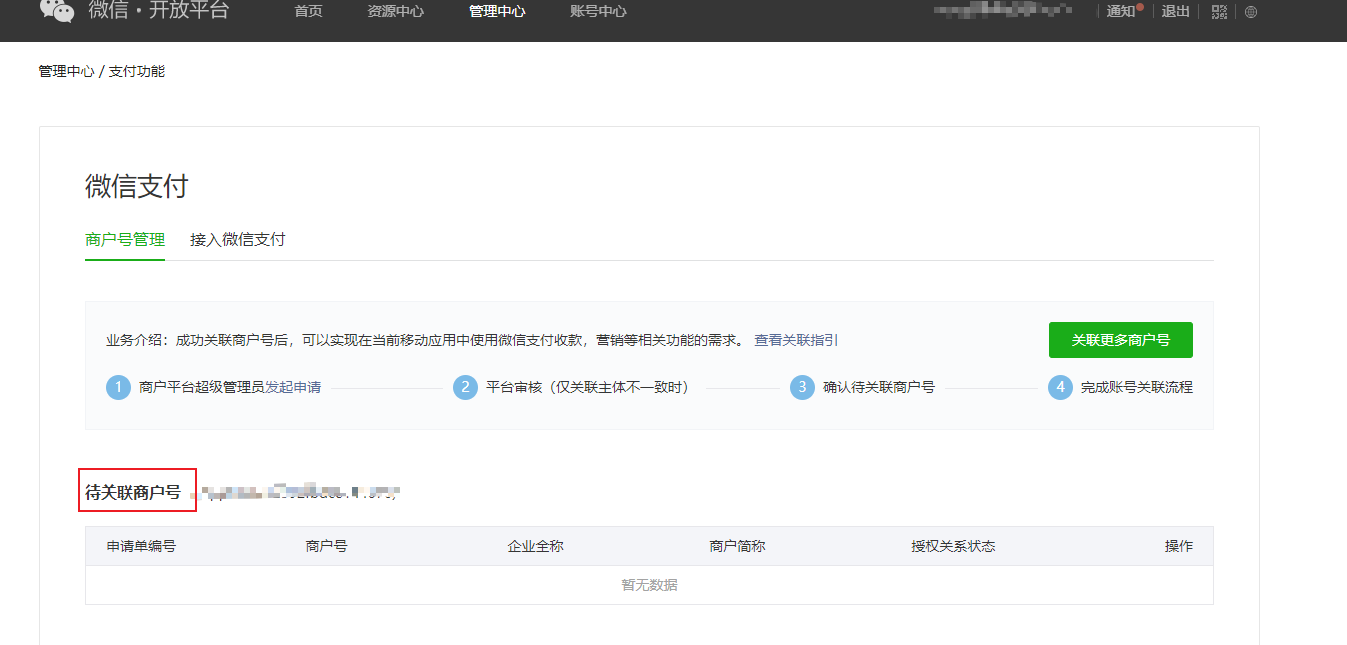 微信·开放平台 首页 资源中心 管理中心 账号中心 通知 退出
管理中心 / 支付功能
微信支付
商户号管理 接入微信支付
业务介绍：成功关联商户号后，可以实现在当前移动应用中使用微信支付收款，营销等相关功能的需求。 查看关联指引 关联更多商户号
1 商户平台超级管理员发起申请 2 平台审核（仅关联主体不一致时） 3 确认待关联商户号 4 完成账号关联流程
待关联商户号
申请单编号 商户号 企业全称 商户简称 授权关系状态 操作
暂无数据